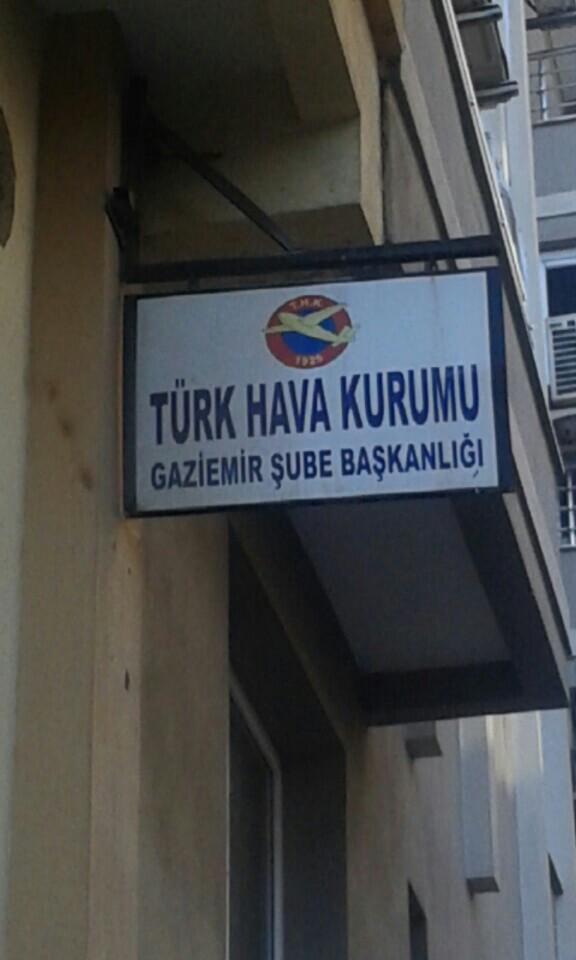 T.H.K.
1925
TÜRK HAVA KURUMU
GAZİEMİR ŞUBE BAŞKANLIĞI